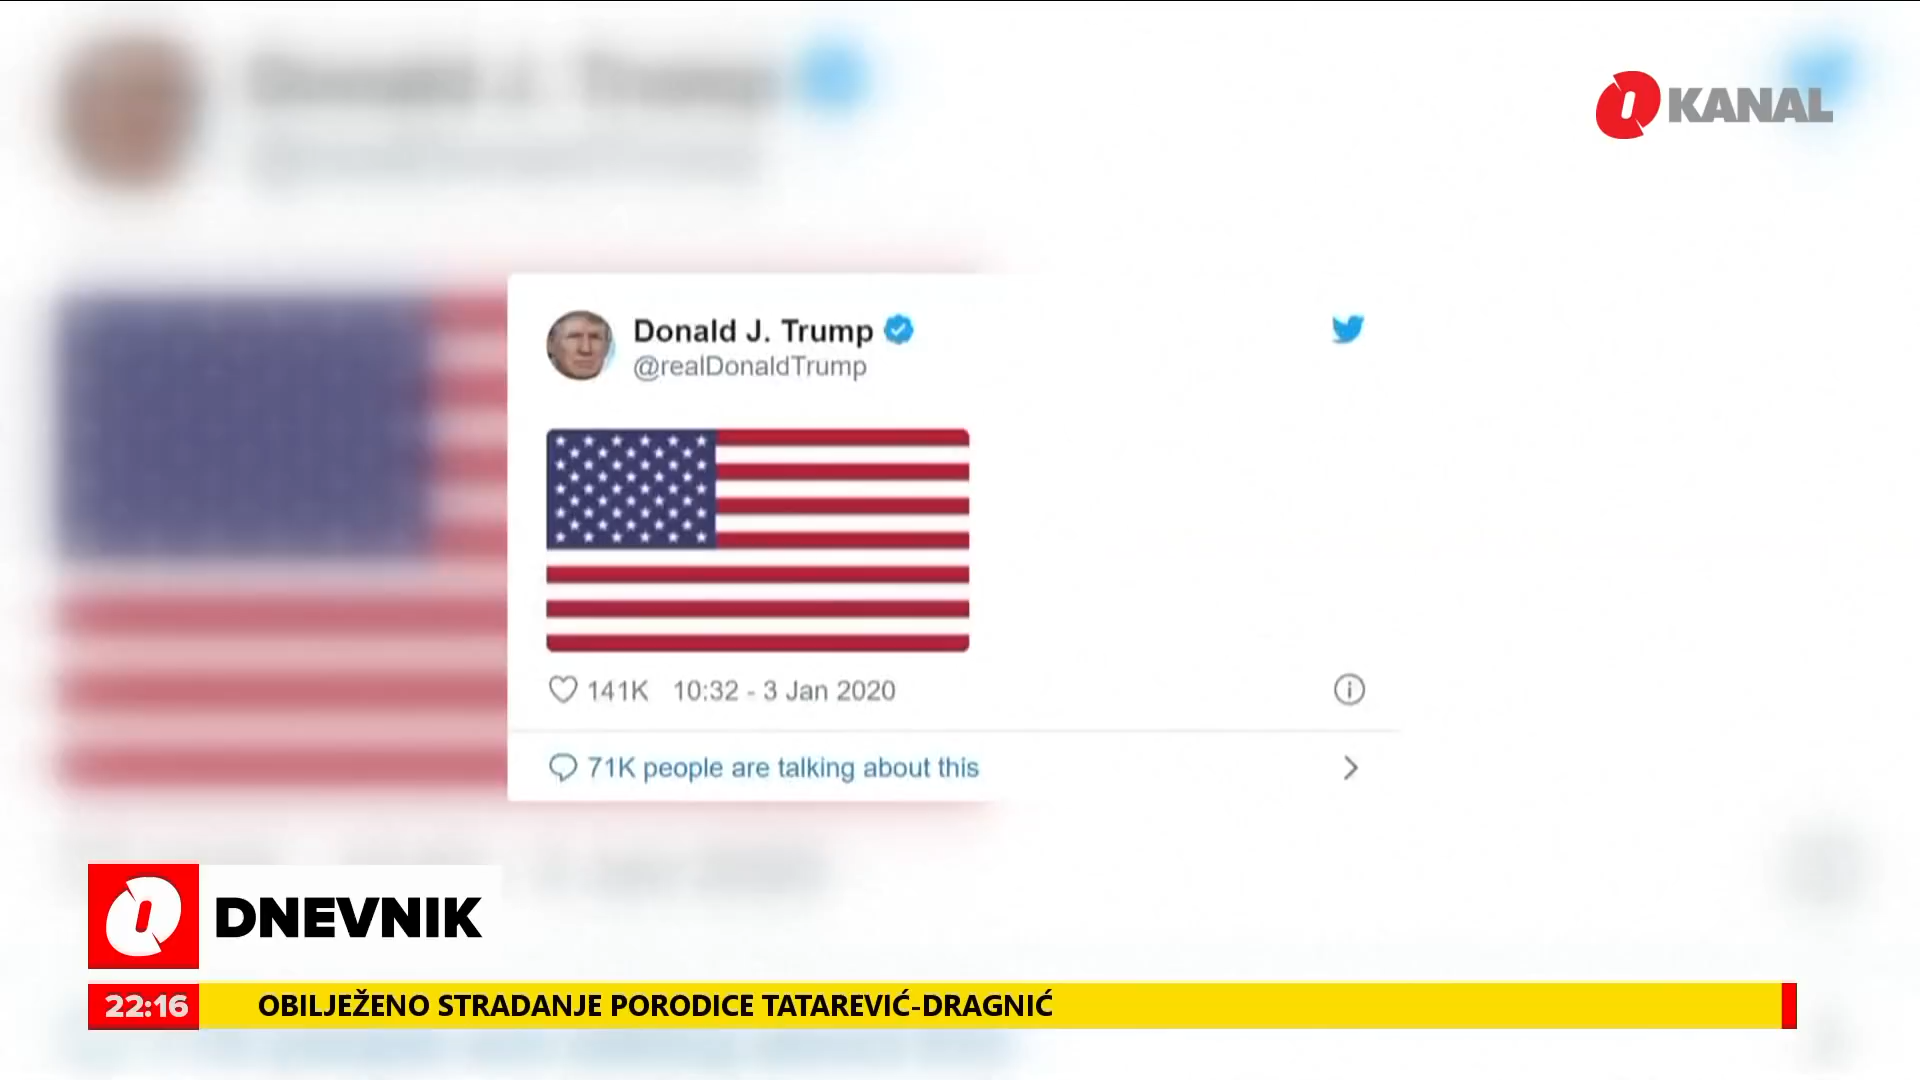 O KANAL
Donald J. Trump
@realDonaldTrump
141K 10:32 - 3 Jan 2020
71K people are talking about this
DNEVNIK
22:16 OBILJEŽENO STRADANJE PORODICE TATAREVIĆ-DRAGNIĆ